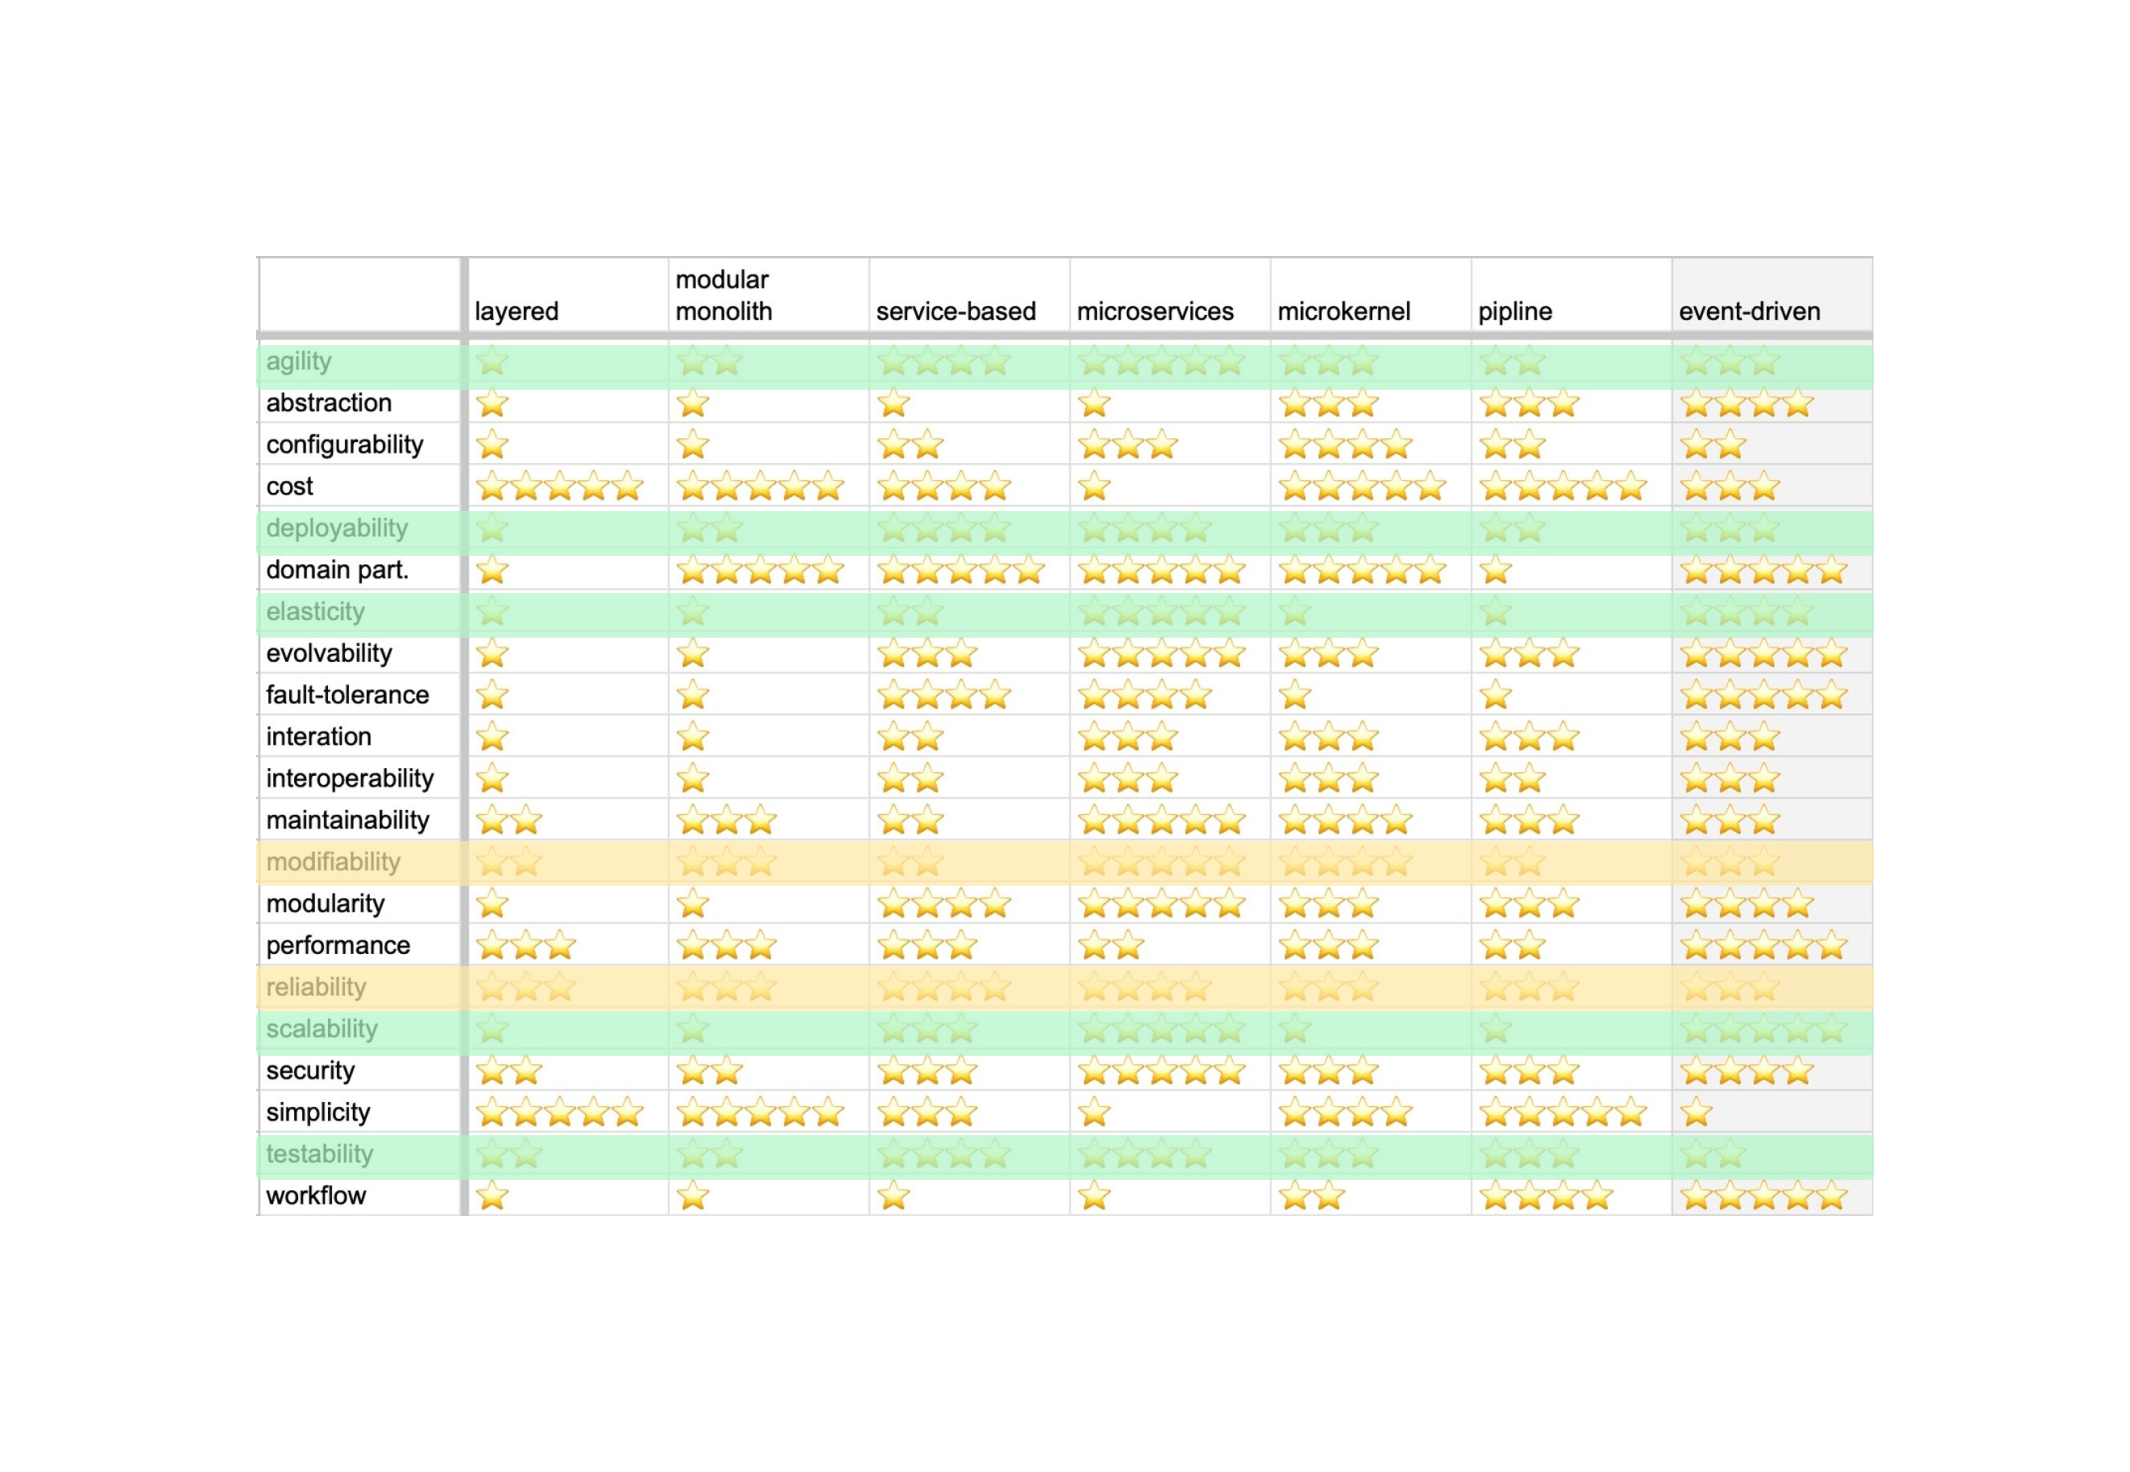 modular
layered monolith service-based microservices microkernel pipline event-driven
agility
abstraction
configurability
cost
deployability
domain part.
elasticity
evolvability
fault-tolerance
interation
interoperability
maintainability
modifiability
modularity
performance
reliability
scalability
security
simplicity
testability
workflow